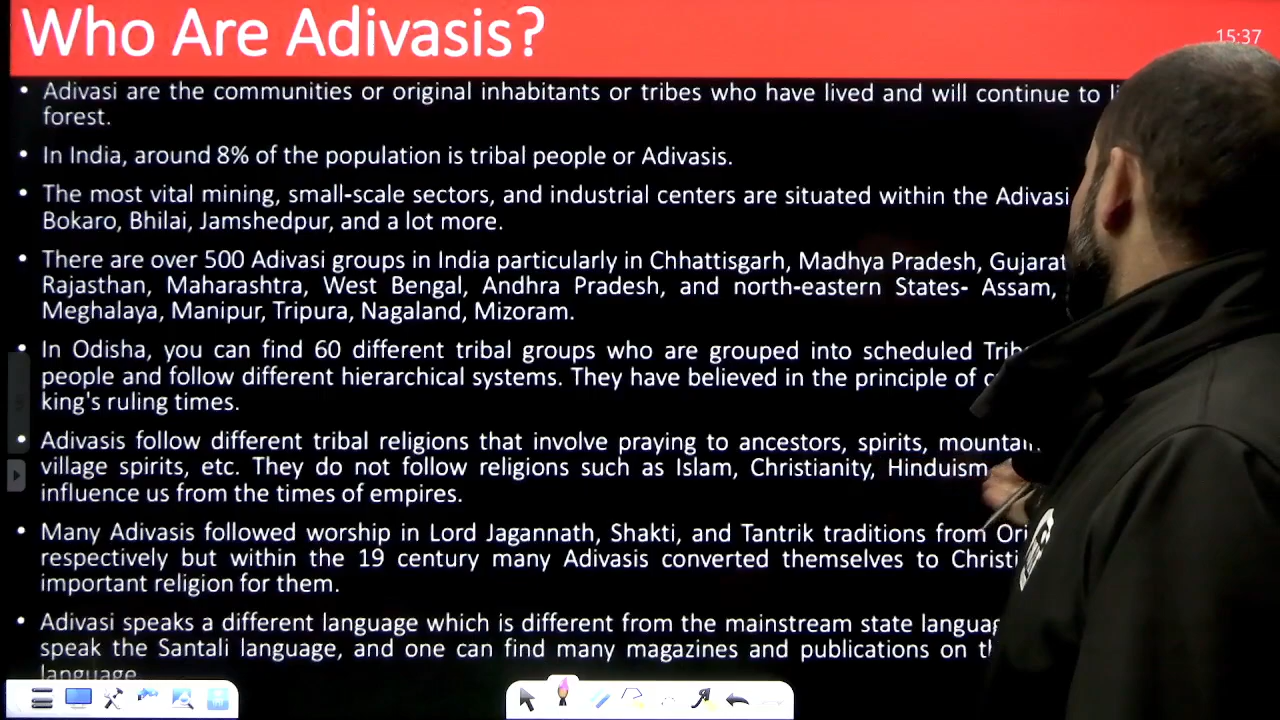 Who Are Adivasis?
15:37
• Adivasi are the communities or original inhabitants or tribes who have lived and will continue to
forest.
• In India, around 8% of the population is tribal people or Adivasis.
• The most vital mining, small-scale sectors, and industrial centers are situated within the Adivasi
Bokaro, Bhilai, Jamshedpur, and a lot more.
• There are over 500 Adivasi groups in India particularly in Chhattisgarh, Madhya Pradesh, Gujarat
Rajasthan, Maharashtra, West Bengal, Andhra Pradesh, and north-eastern States- Assam,
Meghalaya, Manipur, Tripura, Nagaland, Mizoram.
• In Odisha, you can find 60 different tribal groups who are grouped into scheduled
people and follow different hierarchical systems. They have believed in the principle of
king's ruling times.
• Adivasis follow different tribal religions that involve praying to ancestors, spirits,
village spirits, etc. They do not follow religions such as Islam, Christianity, Hinduism
influence us from the times of empires.
• Many Adivasis followed worship in Lord Jagannath, Shakti, and Tantrik traditions from
respectively but within the 19 century many Adivasis converted themselves to
important religion for them.
• Adivasi speaks a different language which is different from the mainstream state
speak the Santali language, and one can find many magazines and publications on
language